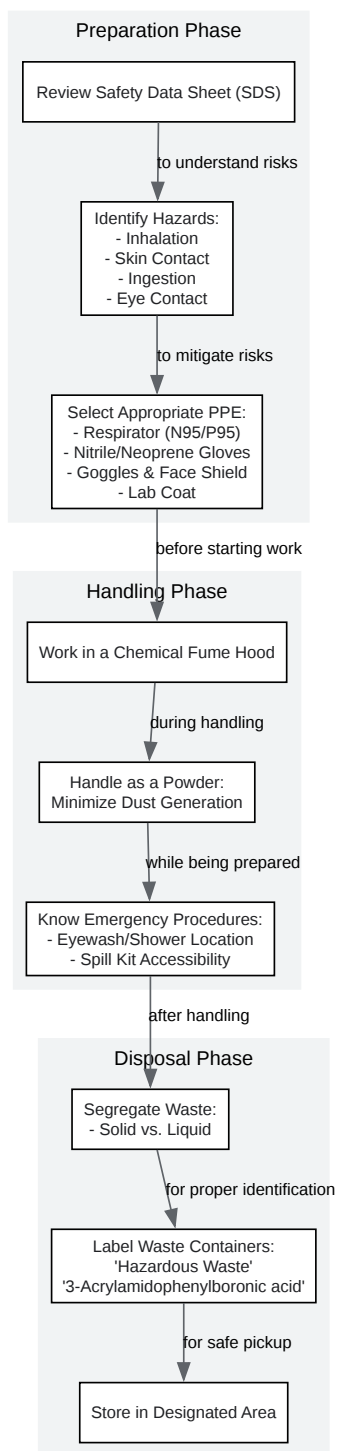 Preparation Phase
Review Safety Data Sheet (SDS)
to understand risks
Identify Hazards:
- Inhalation
- Skin Contact
- Ingestion
- Eye Contact
to mitigate risks
Select Appropriate PPE:
- Respirator (N95/P95)
- Nitrile/Neoprene Gloves
- Goggles & Face Shield
- Lab Coat
before starting work
Handling Phase
Work in a Chemical Fume Hood
during handling
Handle as a Powder:
Minimize Dust Generation
while being prepared
Know Emergency Procedures:
- Eyewash/Shower Location
- Spill Kit Accessibility
after handling
Disposal Phase
Segregate Waste:
- Solid vs. Liquid
for proper identification
Label Waste Containers:
'Hazardous Waste'
'3-Acrylamidophenylboronic acid'
for safe pickup
Store in Designated Area